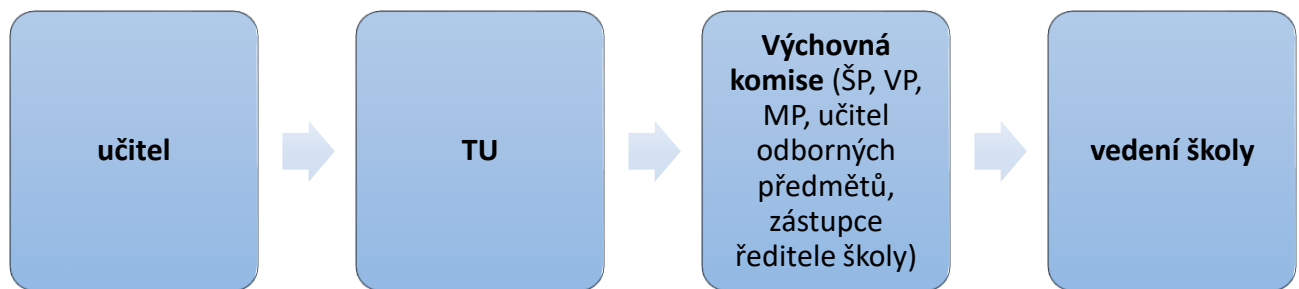 učitel
TU
Výchovná
komise (ŠP, VP,
MP, učitel
odborných
předmětů,
zástupce
ředitele školy)
vedení školy